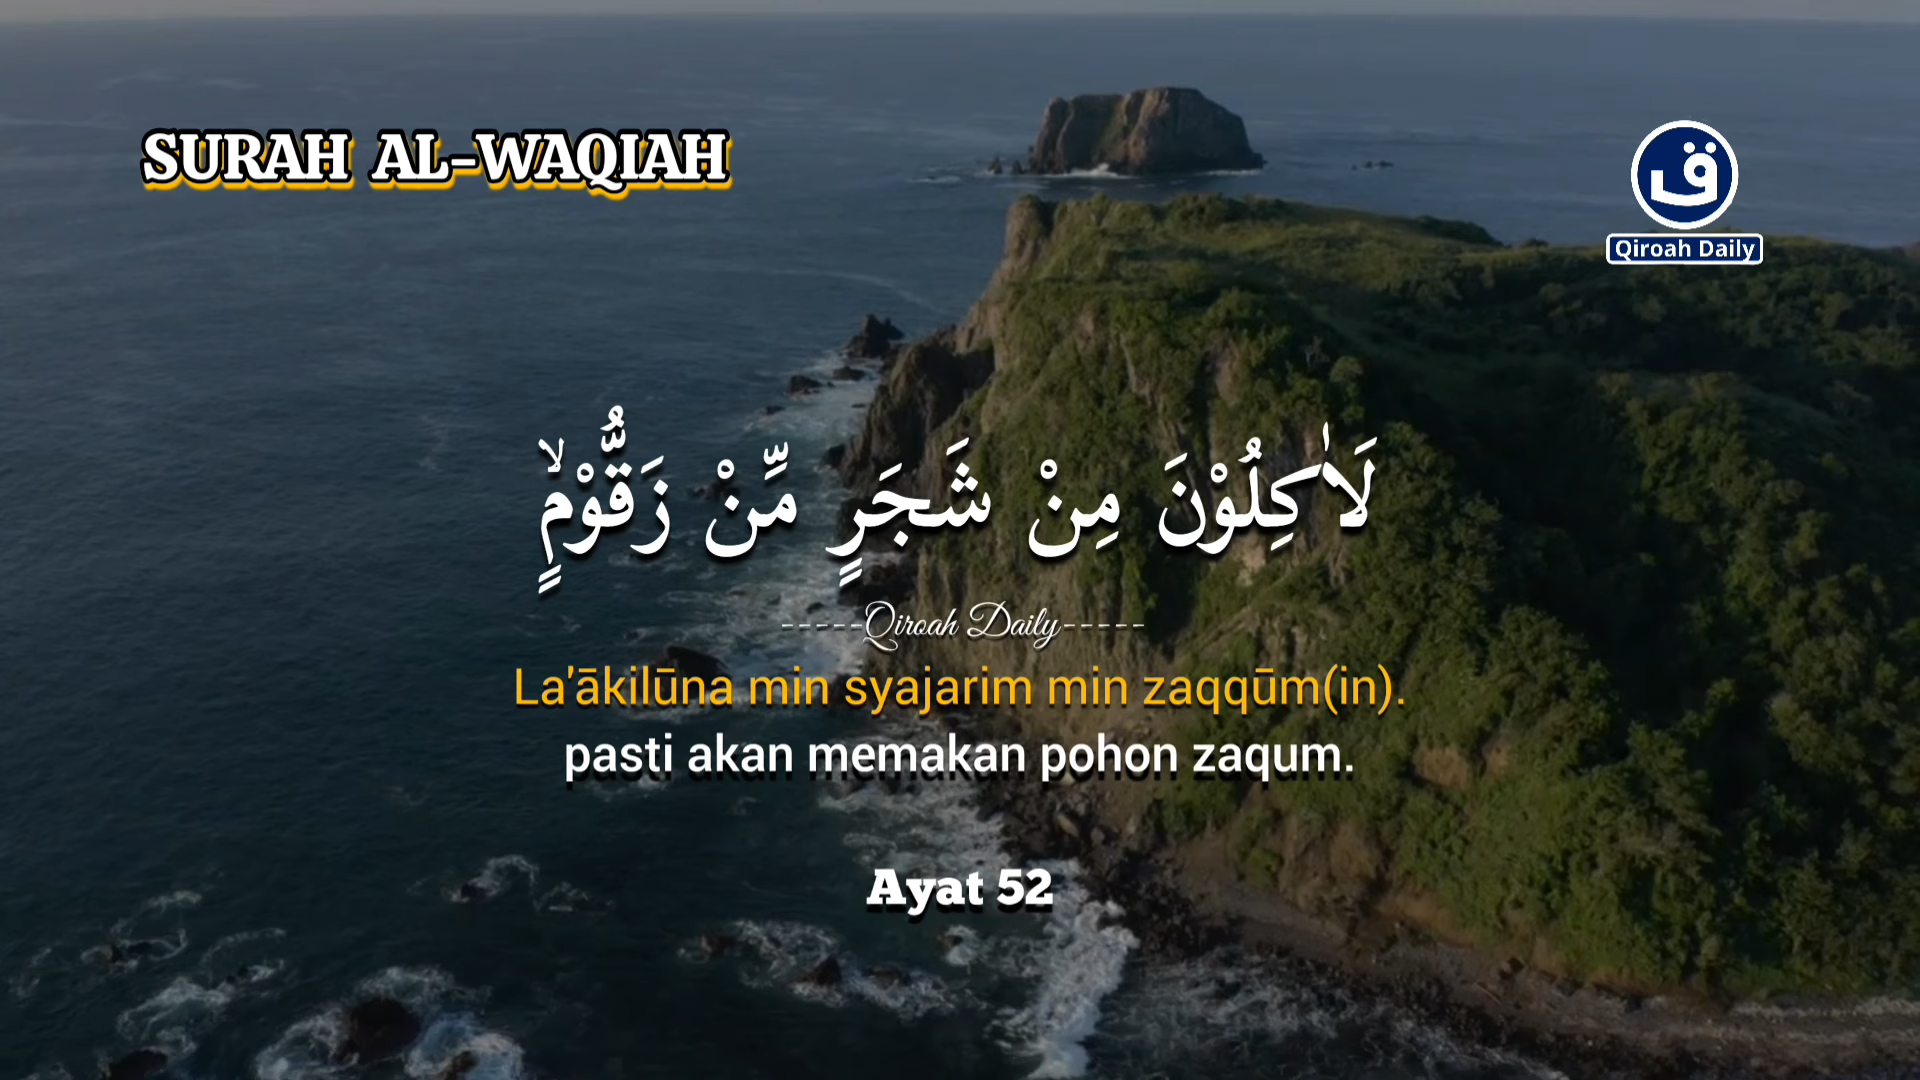 SURAH AL-WAQIAH
ق
Qiroah Daily
لَاٰكِلُوْنَ مِنْ شَجَرٍ مِّنْ زَقُّوْمٍۙ
-----Qiroah Daily-----
La'ākilūna min syajarim min zaqqūm(in).
pasti akan memakan pohon zaqum.
Ayat 52